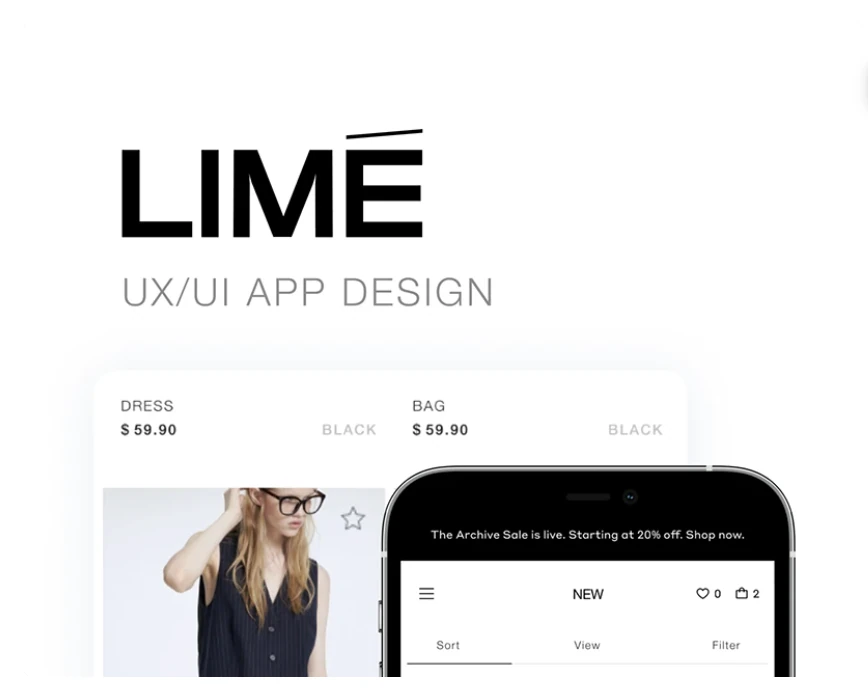 LIMÉ
UX/UI APP DESIGN
DRESS
$ 59.90 BLACK
BAG
$ 59.90 BLACK
The Archive Sale is live. Starting at 20% off. Shop now.
NEW 0 2
Sort View Filter